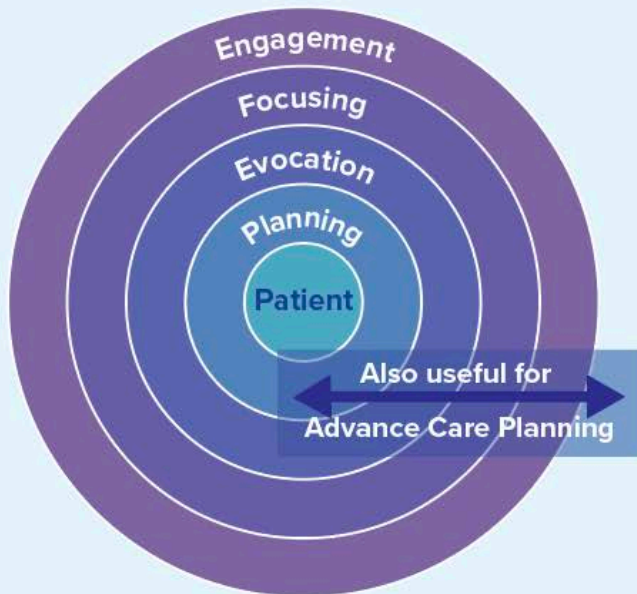 Engagement
Focusing
Evocation
Planning
Patient
Also useful for
Advance Care Planning